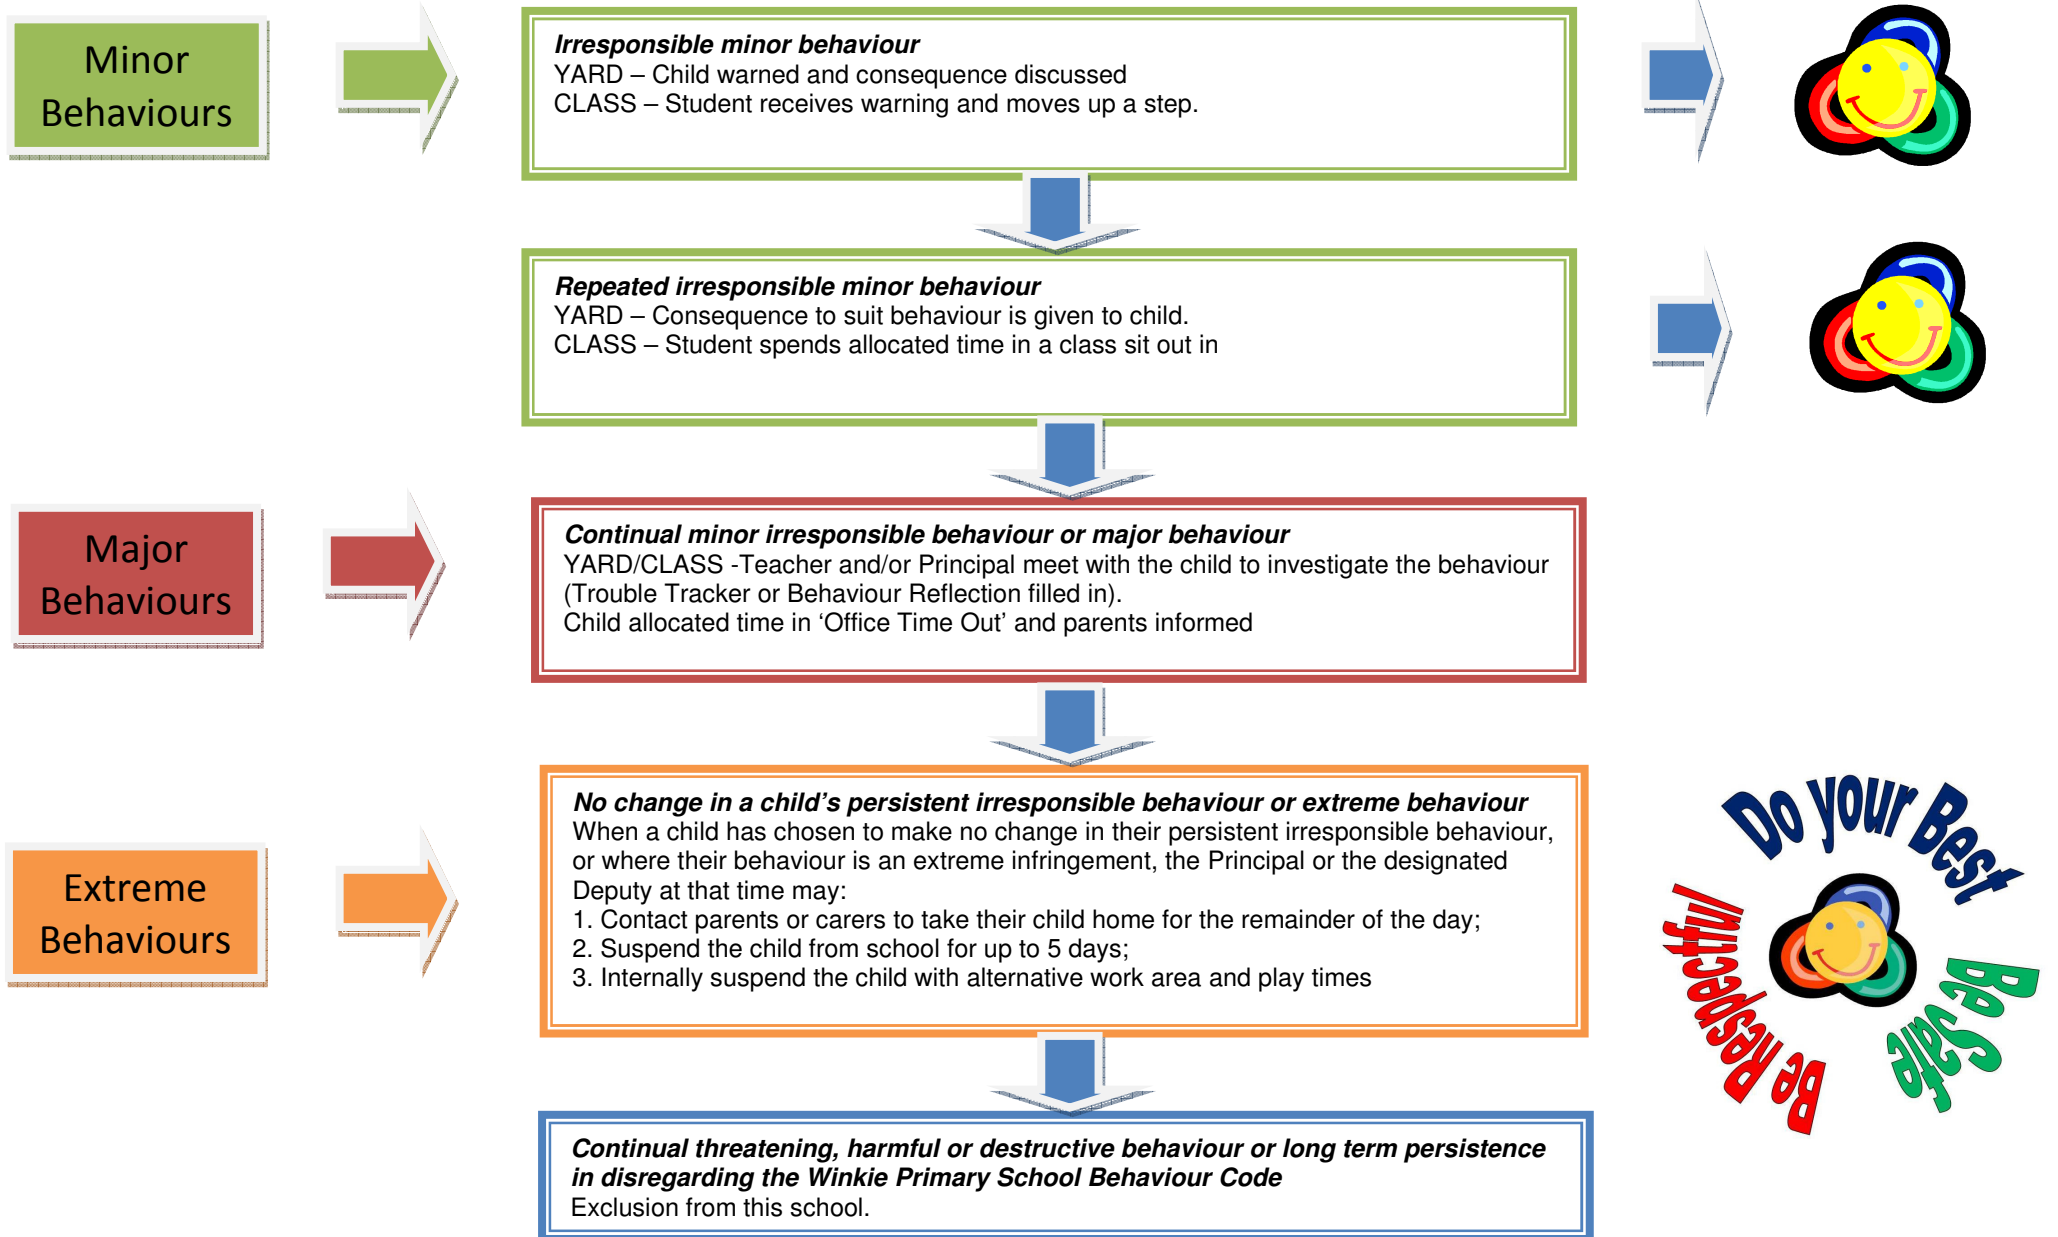 Minor
Behaviours
Irresponsible minor behaviour
YARD – Child warned and consequence discussed
CLASS – Student receives warning and moves up a step.
Repeated irresponsible minor behaviour
YARD – Consequence to suit behaviour is given to child.
CLASS – Student spends allocated time in a class sit out in
Major
Behaviours
Continual minor irresponsible behaviour or major behaviour
YARD/CLASS -Teacher and/or Principal meet with the child to investigate the behaviour
(Trouble Tracker or Behaviour Reflection filled in).
Child allocated time in ‘Office Time Out’ and parents informed
Extreme
Behaviours
No change in a child’s persistent irresponsible behaviour or extreme behaviour
When a child has chosen to make no change in their persistent irresponsible behaviour,
or where their behaviour is an extreme infringement, the Principal or the designated
Deputy at that time may:
1. Contact parents or carers to take their child home for the remainder of the day;
2. Suspend the child from school for up to 5 days;
3. Internally suspend the child with alternative work area and play times
Do your Best
Be Safe
Be Respectful
Continual threatening, harmful or destructive behaviour or long term persistence
in disregarding the Winkie Primary School Behaviour Code
Exclusion from this school.